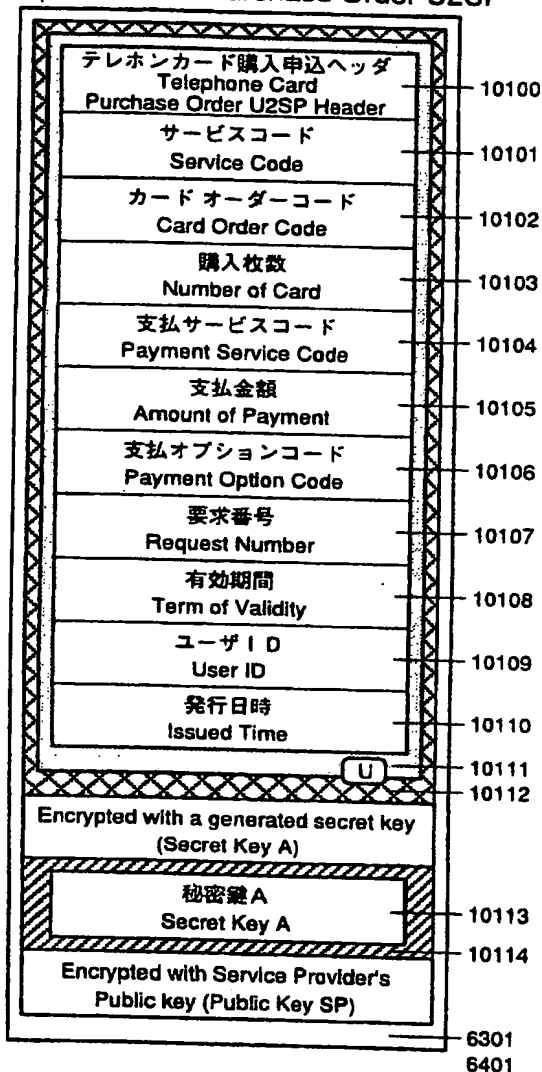 テレホンカード購入申込ヘッダ
Telephone Card
Purchase Order U2SP Header
10100
サービスコード
Service Code
10101
カード オーダーコード
Card Order Code
10102
購入枚数
Number of Card
10103
支払サービスコード
Payment Service Code
10104
支払金額
Amount of Payment
10105
支払オプションコード
Payment Option Code
10106
要求番号
Request Number
10107
有効期間
Term of Validity
10108
ユーザID
User ID
10109
発行日時
Issued Time
10110
U
10111
10112
Encrypted with a generated secret key
(Secret Key A)
秘密鍵A
Secret Key A
10113
10114
Encrypted with Service Provider's
Public key (Public Key SP)
6301
6401